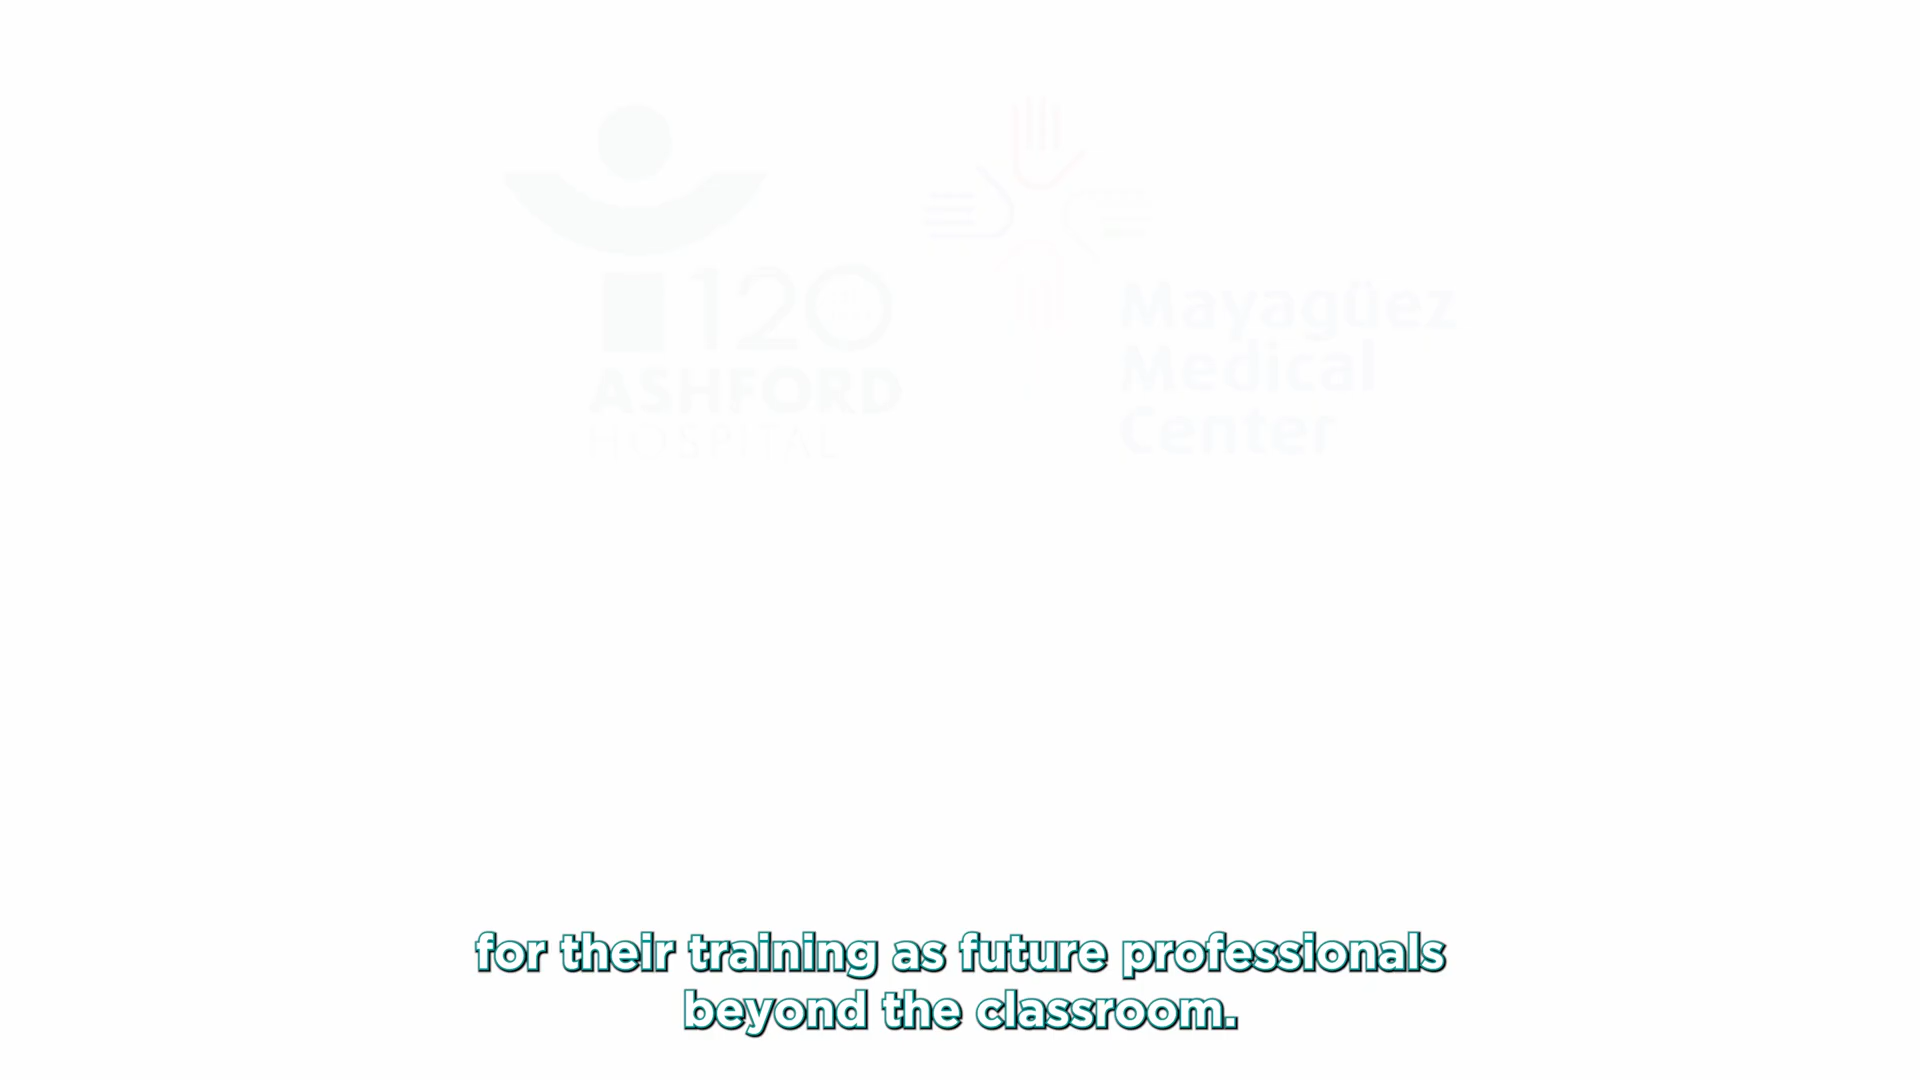 120
ASHFORD
HOSPITAL
Mayagüez
Medical
Center
for their training as future professionals
beyond the classroom.